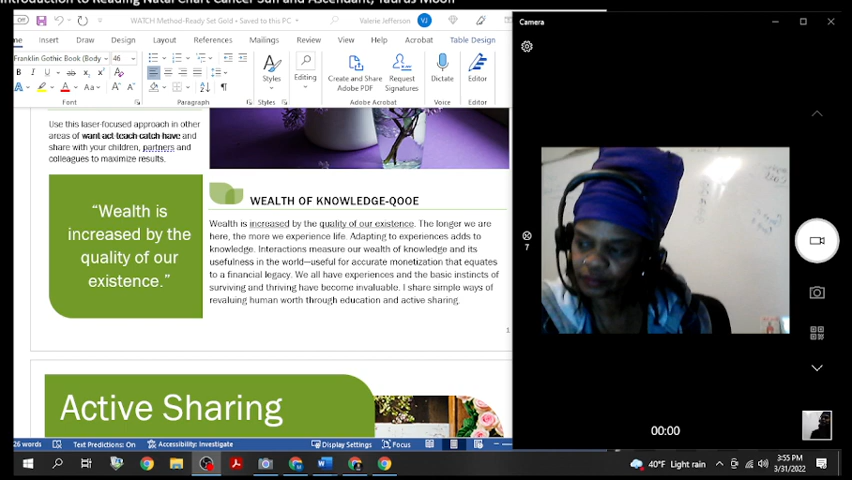 Introduction to Reading Natal Chart Cancer Sun and Ascendant, Taurus Moon
Off
WATCH Method-Ready Set Gold • Saved to this PC
Valerie Jefferson
VJ
Home
Insert
Draw
Design
Layout
References
Mailings
Review
View
Help
Acrobat
Table Design
Franklin Gothic Book (Body
46
Font
Paragraph
Styles
Styles
Editing
Create and Share
Adobe PDF
Request
Signatures
Adobe Acrobat
Dictate
Voice
Editor
Editor
Use this laser-focused approach in other
areas of want act teach catch have and
share with your children, partners and
colleagues to maximize results.
“Wealth is
increased by the
quality of our
existence.”
WEALTH OF KNOWLEDGE-QOOE
Wealth is increased by the quality of our existence. The longer we are
here, the more we experience life. Adapting to experiences adds to
knowledge. Interactions measure our wealth of knowledge and its
usefulness in the world—useful for accurate monetization that equates
to a financial legacy. We all have experiences and the basic instincts of
surviving and thriving have become invaluable. I share simple ways of
revaluing human worth through education and active sharing.
1
Active Sharing
26 words
Text Predictions: On
Accessibility: Investigate
Display Settings
Focus
Camera
7
00:00
40°F Light rain
3:55 PM
3/31/2022